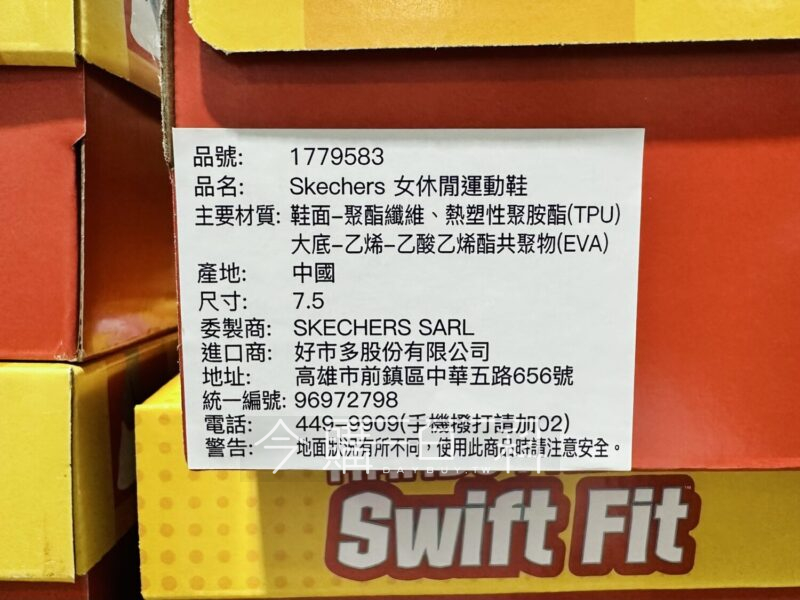 品號: 1779583
品名: Skechers 女休閒運動鞋
主要材質: 鞋面-聚酯纖維、熱塑性聚胺酯(TPU)
大底-乙烯-乙酸乙烯酯共聚物(EVA)
產地: 中國
尺寸: 7.5
委製商: SKECHERS SARL
進口商: 好市多股份有限公司
地址: 高雄市前鎮區中華五路656號
統一編號: 96972798
電話: 449-9909(手機撥打請加02)
警告: 地面狀況有所不同，使用此商品時請注意安全。
Swift Fit